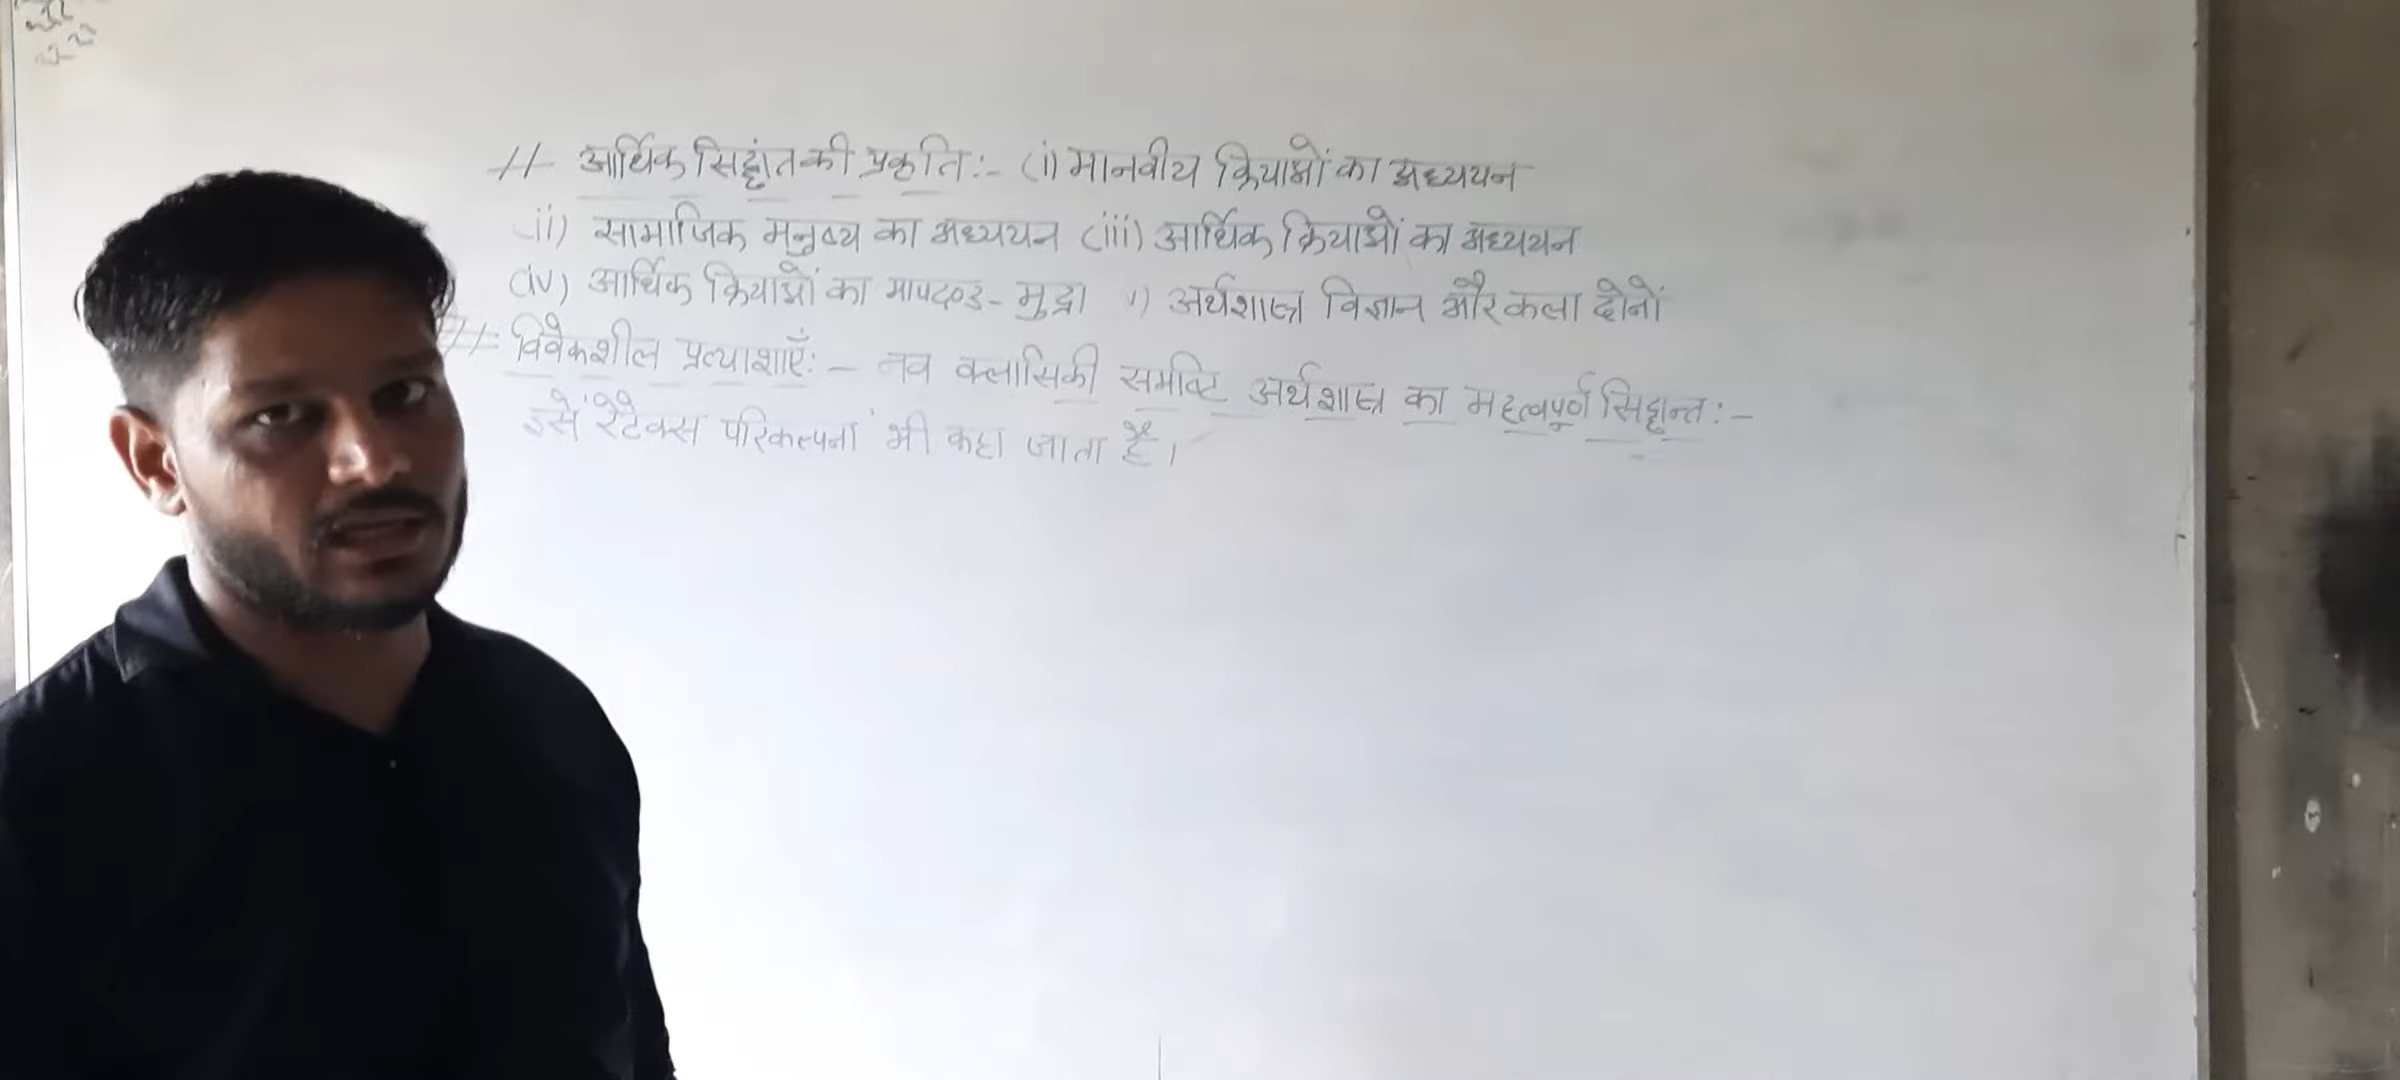 // आर्थिक सिद्दांत की प्रकृति:- (i) मानवीय क्रियाओं का अध्ययन
(ii) सामाजिक मनुष्य का अध्ययन (iii) आर्थिक क्रियाओं का अध्ययन
(iv) आर्थिक क्रियाओं का मापदण्ड - मुद्रा v) अर्थशास्त्र विज्ञान और कला दोनों
// विवेकशील प्रत्याशाएँ:- नव क्लासिकी समष्टि अर्थशास्त्र का महत्वपूर्ण सिद्दान्त:-
इसे रेटेक्स परिकल्पना भी कहा जाता है।